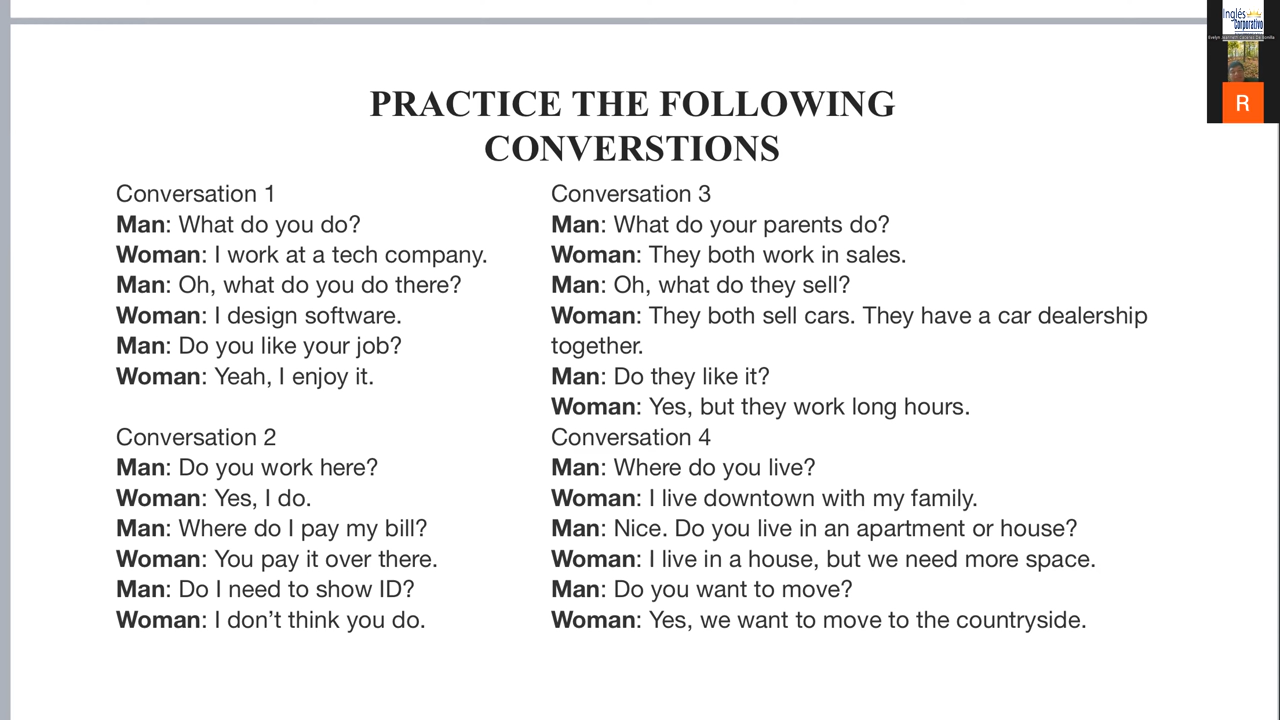 PRACTICE THE FOLLOWING
CONVERSTIONS
Conversation 1
Man: What do you do?
Woman: I work at a tech company.
Man: Oh, what do you do there?
Woman: I design software.
Man: Do you like your job?
Woman: Yeah, I enjoy it.
Conversation 2
Man: Do you work here?
Woman: Yes, I do.
Man: Where do I pay my bill?
Woman: You pay it over there.
Man: Do I need to show ID?
Woman: I don’t think you do.
Conversation 3
Man: What do your parents do?
Woman: They both work in sales.
Man: Oh, what do they sell?
Woman: They both sell cars. They have a car dealership
together.
Man: Do they like it?
Woman: Yes, but they work long hours.
Conversation 4
Man: Where do you live?
Woman: I live downtown with my family.
Man: Nice. Do you live in an apartment or house?
Woman: I live in a house, but we need more space.
Man: Do you want to move?
Woman: Yes, we want to move to the countryside.
Inglés
Corporativo
R